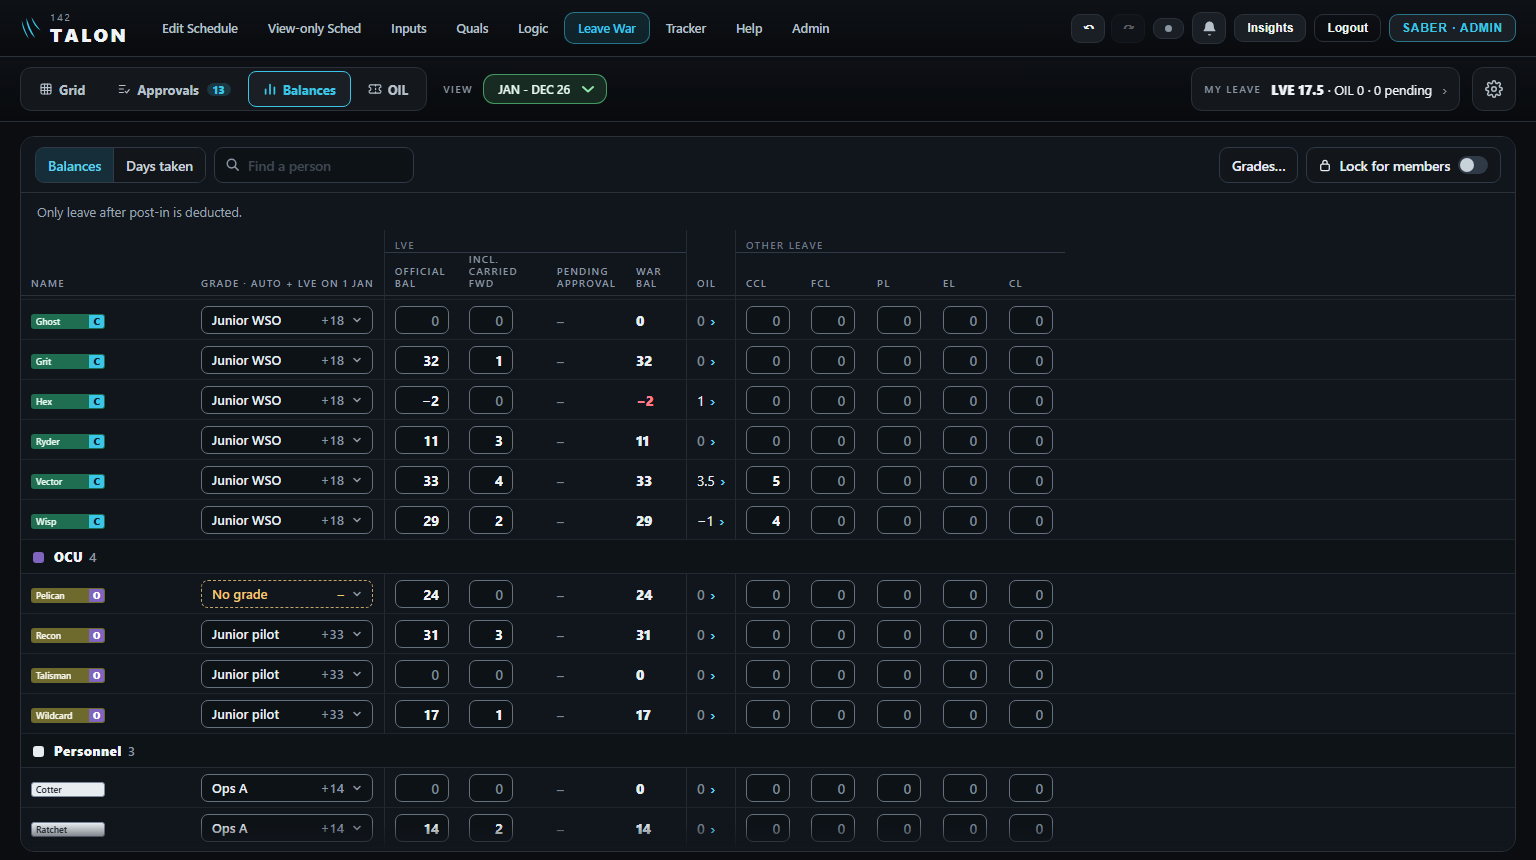 142
TALON
Edit Schedule View-only Sched Inputs Quals Logic Leave War Tracker Help Admin Insights Logout SABER · ADMIN
Grid Approvals 13 Balances OIL VIEW JAN - DEC 26 MY LEAVE LVE 17.5 · OIL 0 · 0 pending ›
Balances Days taken Find a person Grades... Lock for members
Only leave after post-in is deducted.
LVE OTHER LEAVE
NAME GRADE · AUTO + LVE ON 1 JAN OFFICIAL BAL INCL. CARRIED FWD PENDING APPROVAL WAR BAL OIL CCL FCL PL EL CL
Ghost C Junior WSO +18 0 0 – 0 0 › 0 0 0 0 0
Grit C Junior WSO +18 32 1 – 32 0 › 0 0 0 0 0
Hex C Junior WSO +18 −2 0 – −2 1 › 0 0 0 0 0
Ryder C Junior WSO +18 11 3 – 11 0 › 0 0 0 0 0
Vector C Junior WSO +18 33 4 – 33 3.5 › 5 0 0 0 0
Wisp C Junior WSO +18 29 2 – 29 −1 › 4 0 0 0 0
OCU 4
Pelican O No grade – 24 0 – 24 0 › 0 0 0 0 0
Recon O Junior pilot +33 31 3 – 31 0 › 0 0 0 0 0
Talisman O Junior pilot +33 0 0 – 0 0 › 0 0 0 0 0
Wildcard O Junior pilot +33 17 1 – 17 0 › 0 0 0 0 0
Personnel 3
Cotter Ops A +14 0 0 – 0 0 › 0 0 0 0 0
Ratchet Ops A +14 14 2 – 14 0 › 0 0 0 0 0